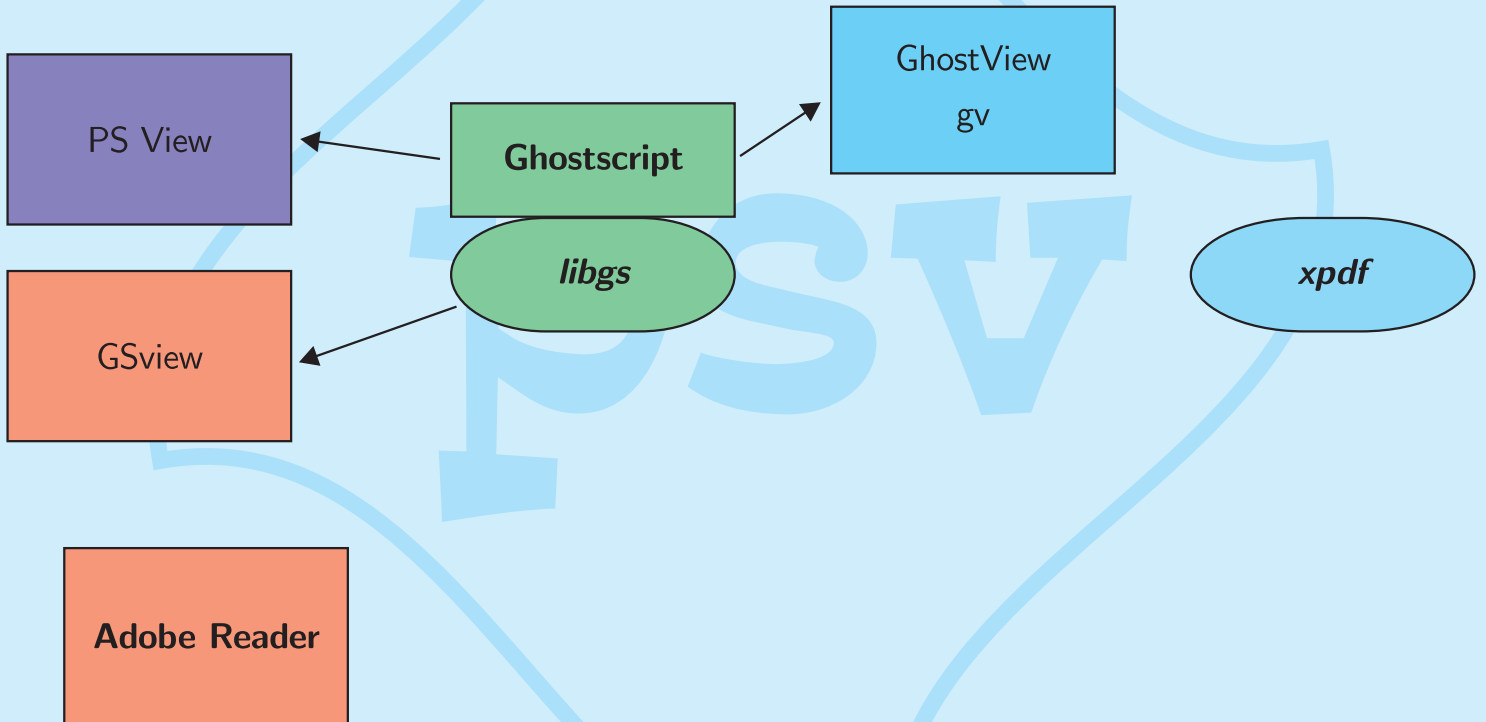 GhostView
gv
PS View
Ghostscript
libgs
xpdf
GSview
Adobe Reader
psv